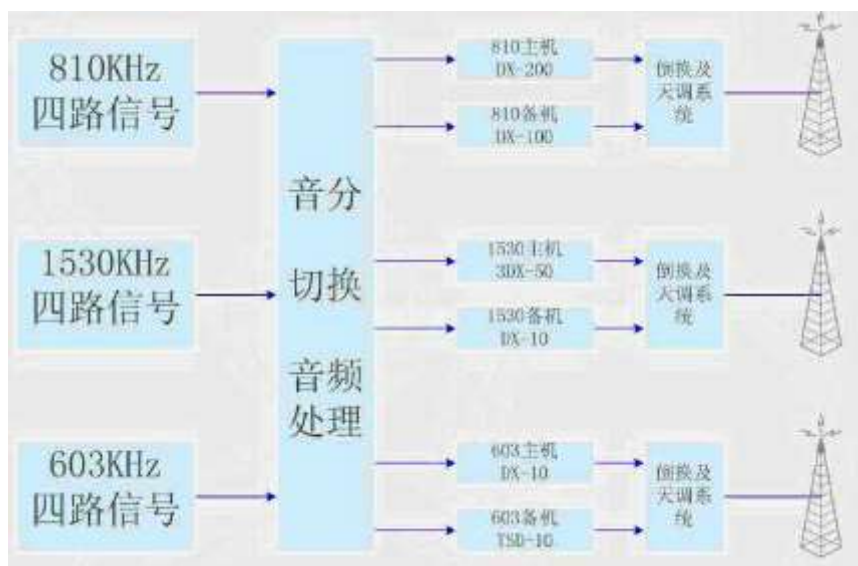 810KHz
四路信号
1530KHz
四路信号
603KHz
四路信号
音分
切换
音频
处理
810主机
DX-200
810备机
DX-100
1530主机
3DX-50
1530备机
DX-10
603主机
DX-10
603备机
TSD-10
倒换及
天调系
统
倒换及
天调系
统
倒换及
天调系
统